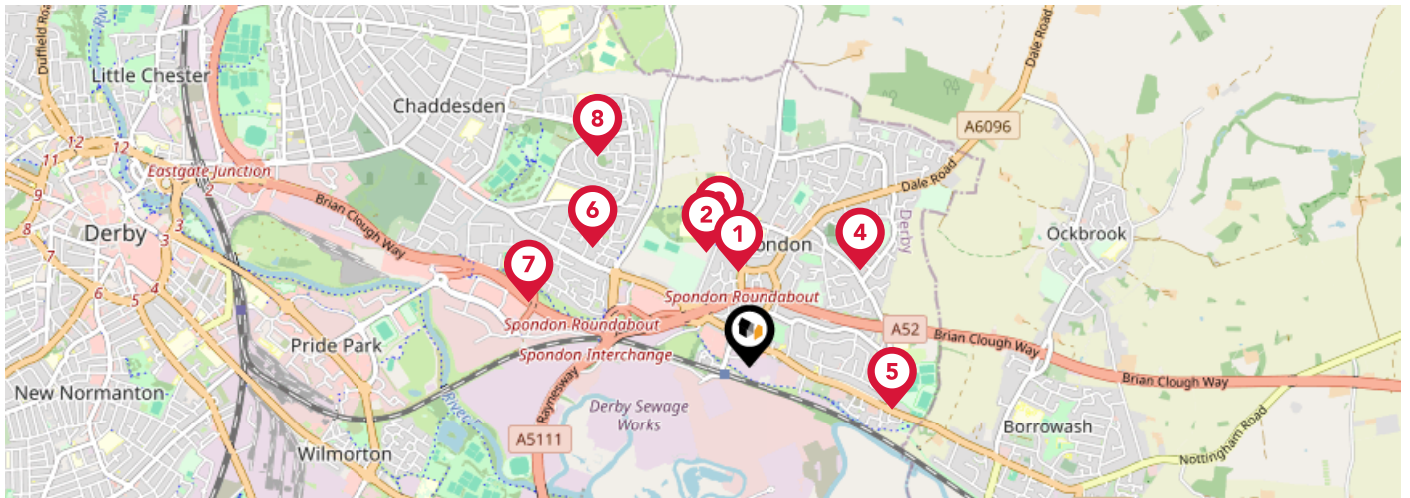 Duffield Roa
Little Chester
Chaddesden
Dale Road
A6096
12
12
11
Eastgate Junction
2
9
Brian Clough Way
Dale Road
Derby
3
3
Derby
8
7
6
5
4
8
6
2
1
4
7
5
ondon
Ockbrook
Spondon Roundabout
Spondon Roundabout
Spondon Interchange
A52
Brian Clough Way
Brian Clough Way
Pride Park
New Normanton
Raynesway
Derby Sewage
Works
A5111
Wilmorton
Borrowash
Nottingham Road